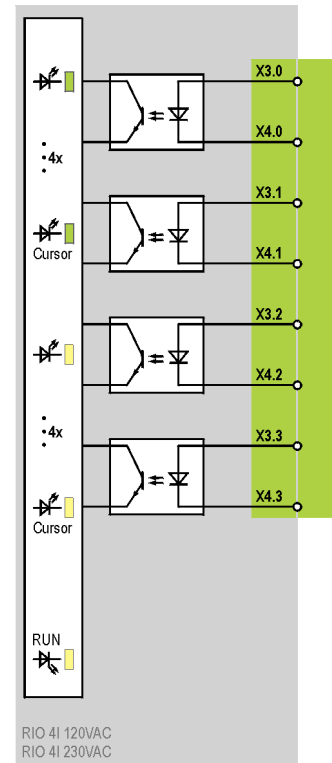 X3.0
X4.0
4x
X3.1
Cursor
X4.1
X3.2
X4.2
4x
X3.3
X4.3
Cursor
RUN
RIO 4I 120VAC
RIO 4I 230VAC